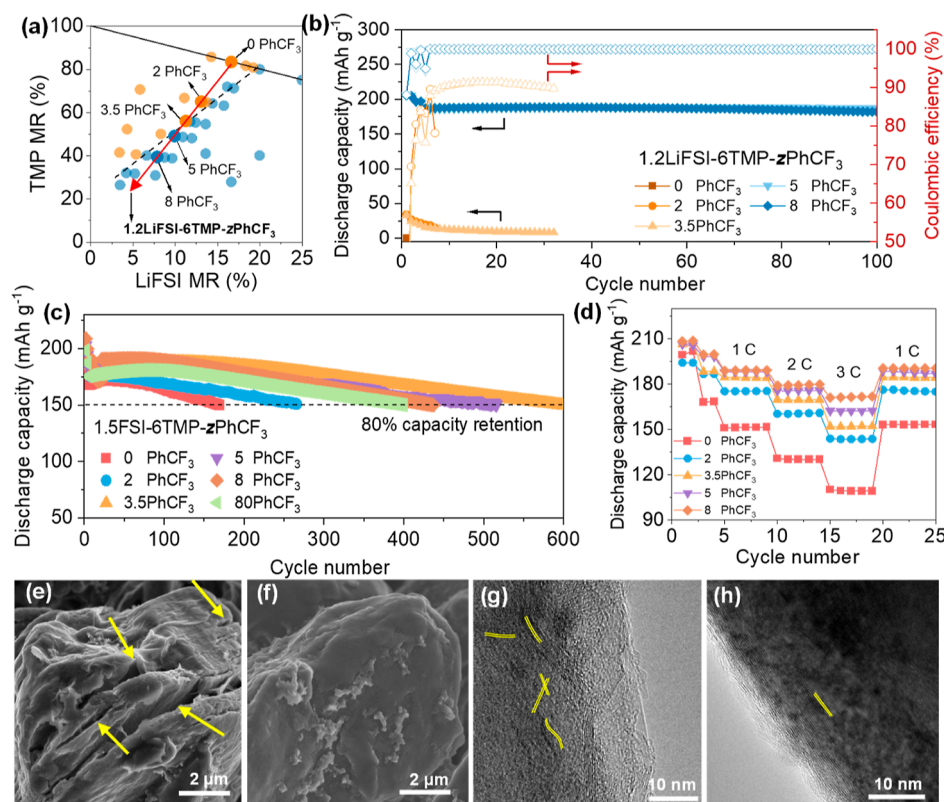 (a)
TMP MR (%)
100
80
60
40
20
0
0 PhCF3
2 PhCF3
3.5 PhCF3
5 PhCF3
8 PhCF3
1.2LiFSI-6TMP-zPhCF3
0 5 10 15 20 25
LiFSI MR (%)
(b)
Discharge capacity (mAh g-1)
300
250
200
150
100
50
0
1.2LiFSI-6TMP-zPhCF3
0 PhCF3
5 PhCF3
2 PhCF3
8 PhCF3
3.5PhCF3
100
90
80
70
60
50
Coulombic efficiency (%)
0 20 40 60 80 100
Cycle number
(c)
Discharge capacity (mAh g-1)
250
200
150
100
50
80% capacity retention
1.5FSI-6TMP-zPhCF3
0 PhCF3
5 PhCF3
2 PhCF3
8 PhCF3
3.5PhCF3
80PhCF3
0 100 200 300 400 500 600
Cycle number
(d)
Discharge capacity (mAh g-1)
210
180
150
120
90
1 C
2 C
3 C
1 C
0 PhCF3
2 PhCF3
3.5PhCF3
5 PhCF3
8 PhCF3
0 5 10 15 20 25
Cycle number
(e)
2 μm
(f)
2 μm
(g)
10 nm
(h)
10 nm